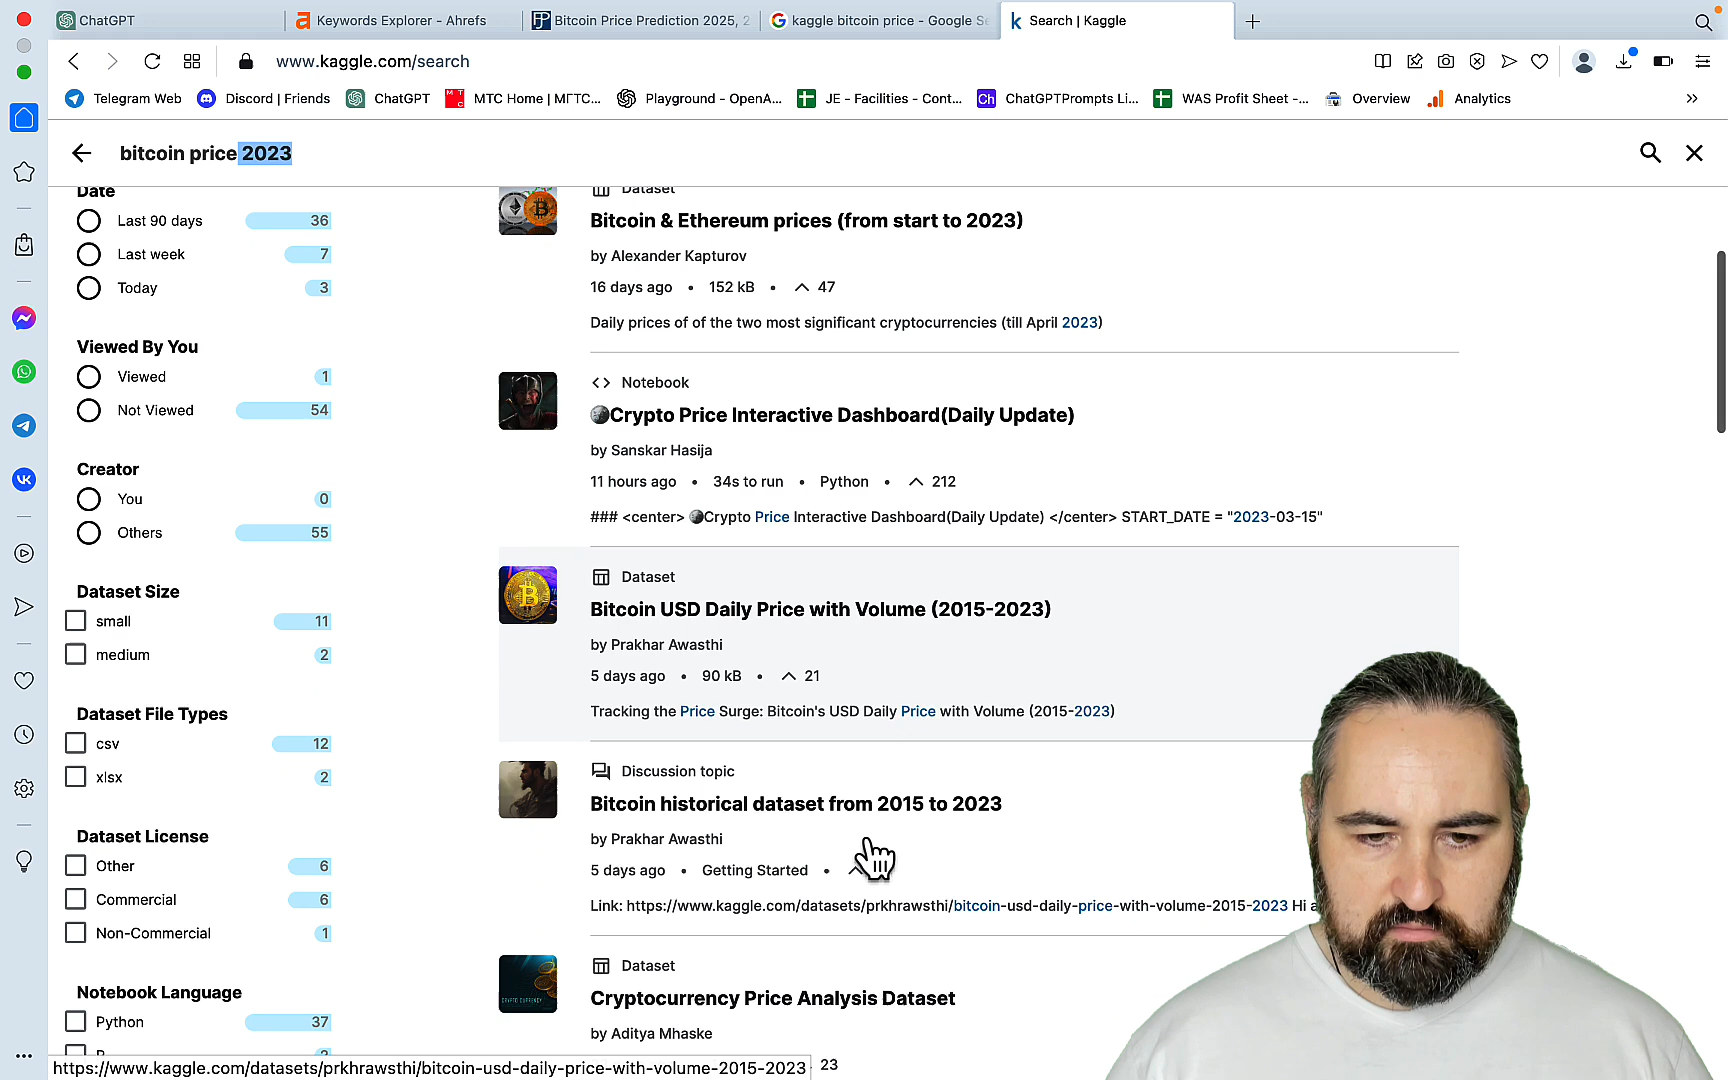 ChatGPT
Keywords Explorer - Ahrefs
Bitcoin Price Prediction 2025, 2
kaggle bitcoin price - Google Se
Search | Kaggle
www.kaggle.com/search
Telegram Web
Discord | Friends
ChatGPT
МТС Home | МГТС...
Playground - OpenA...
JE - Facilities - Cont...
Ch
ChatGPTPrompts Li...
WAS Profit Sheet -...
Overview
Analytics
bitcoin price 2023
Date
Last 90 days 36
Last week 7
Today 3
Viewed By You
Viewed 1
Not Viewed 54
Creator
You 0
Others 55
Dataset Size
small 11
medium 2
Dataset File Types
csv 12
xlsx 2
Dataset License
Other 6
Commercial 6
Non-Commercial 1
Notebook Language
Python 37
Dataset
Bitcoin & Ethereum prices (from start to 2023)
by Alexander Kapturov
16 days ago • 152 kB • 47
Daily prices of of the two most significant cryptocurrencies (till April 2023)
Notebook
Crypto Price Interactive Dashboard(Daily Update)
by Sanskar Hasija
11 hours ago • 34s to run • Python • 212
### <center> Crypto Price Interactive Dashboard(Daily Update) </center> START_DATE = "2023-03-15"
Dataset
Bitcoin USD Daily Price with Volume (2015-2023)
by Prakhar Awasthi
5 days ago • 90 kB • 21
Tracking the Price Surge: Bitcoin's USD Daily Price with Volume (2015-2023)
Discussion topic
Bitcoin historical dataset from 2015 to 2023
by Prakhar Awasthi
5 days ago • Getting Started •
Link: https://www.kaggle.com/datasets/prkhrawsthi/bitcoin-usd-daily-price-with-volume-2015-2023 Hi
Dataset
Cryptocurrency Price Analysis Dataset
by Aditya Mhaske
23
https://www.kaggle.com/datasets/prkhrawsthi/bitcoin-usd-daily-price-with-volume-2015-2023